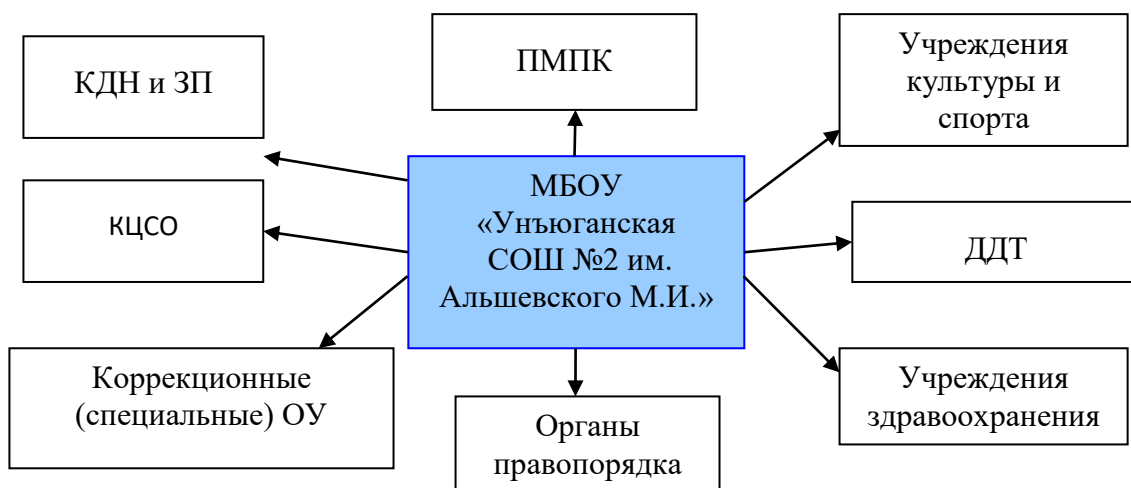 КДН и ЗП
ПМПК
Учреждения
культуры и
спорта
КЦСО
МБОУ
«Унъюганская
СОШ №2 им.
Альшевского М.И.»
ДДТ
Коррекционные
(специальные) ОУ
Органы
правопорядка
Учреждения
здравоохранения